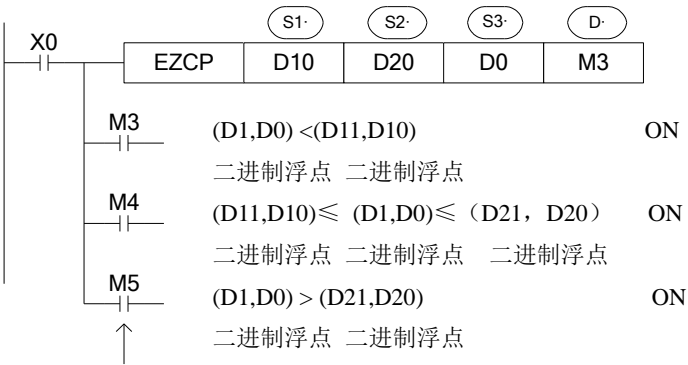 S1· S2· S3· D·
X0
EZCP D10 D20 D0 M3
M3 (D1,D0) <(D11,D10) ON
二进制浮点 二进制浮点
M4 (D11,D10)≤ (D1,D0)≤（D21，D20） ON
二进制浮点 二进制浮点 二进制浮点
M5 (D1,D0) > (D21,D20) ON
二进制浮点 二进制浮点